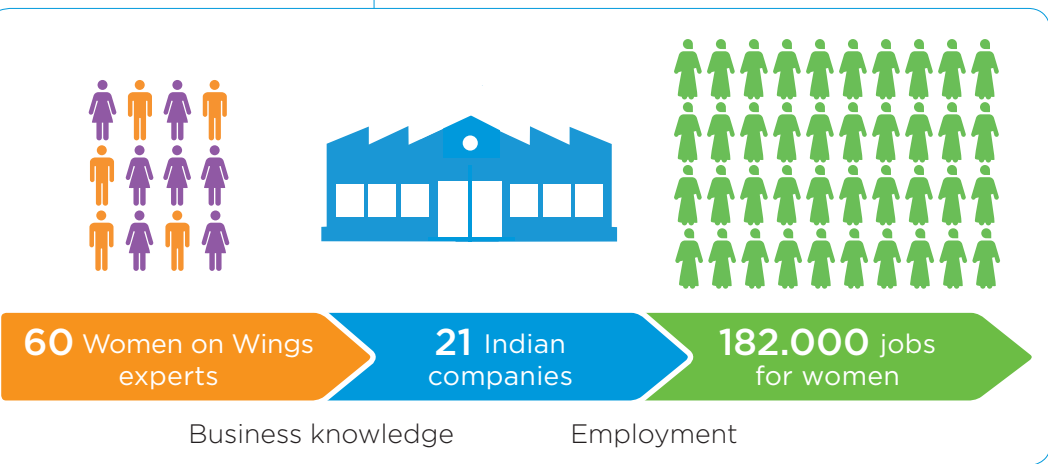 60 Women on Wings
experts
21 Indian
companies
182.000 jobs
for women
Business knowledge
Employment